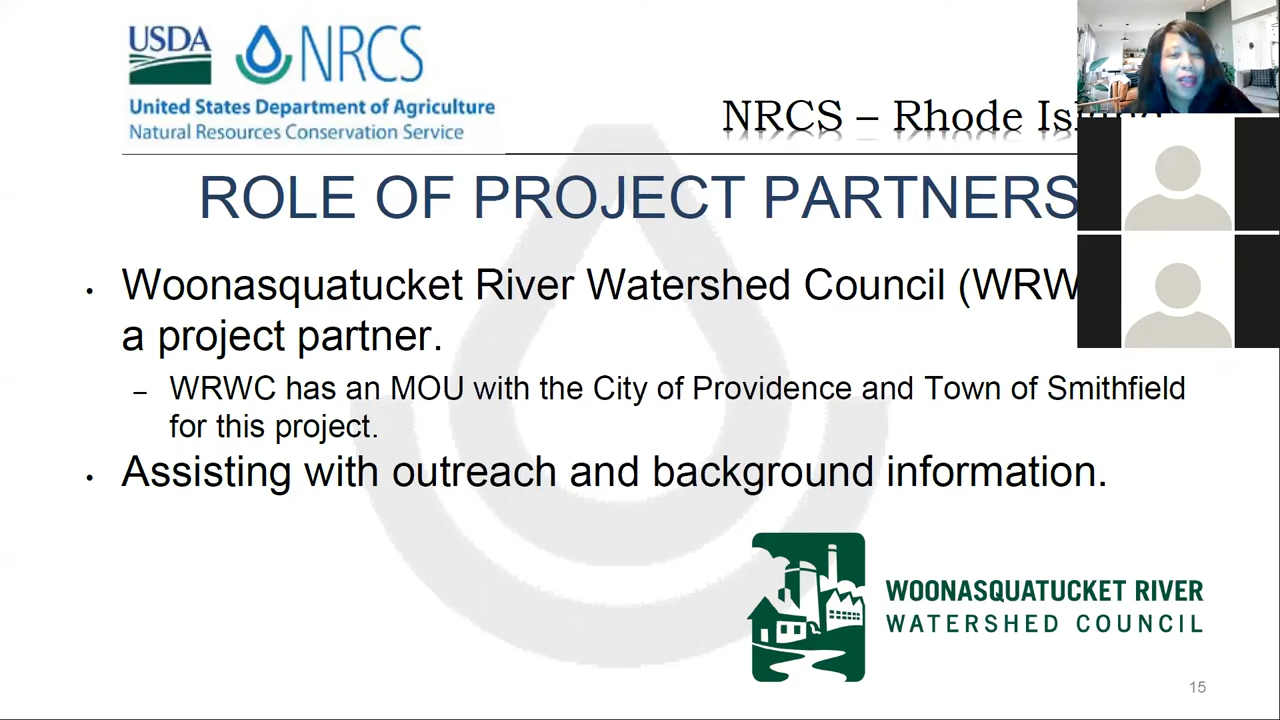 USDA NRCS
United States Department of Agriculture
Natural Resources Conservation Service
NRCS – Rhode Island
ROLE OF PROJECT PARTNERS
• Woonasquatucket River Watershed Council (WRW
a project partner.
– WRWC has an MOU with the City of Providence and Town of Smithfield
for this project.
• Assisting with outreach and background information.
WOONASQUATUCKET RIVER
WATERSHED COUNCIL
15